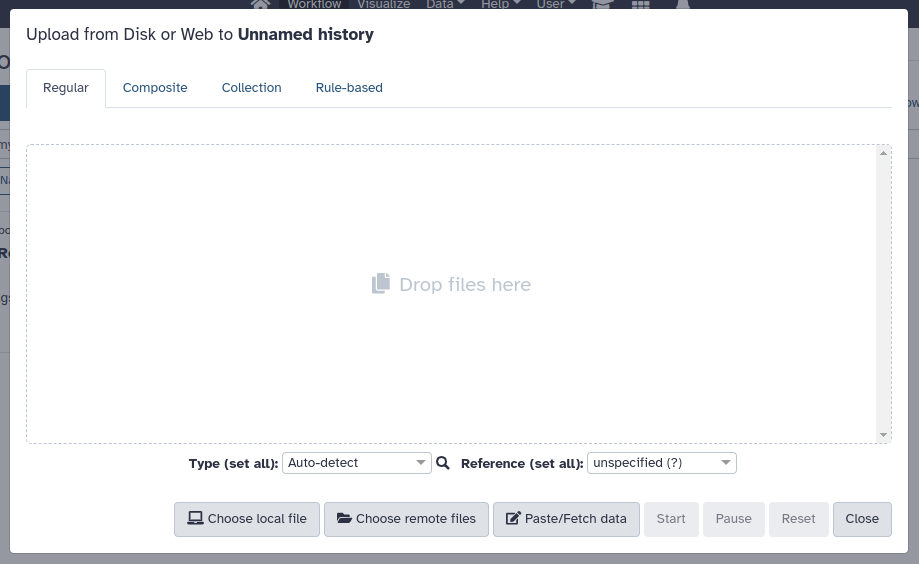 Workflow Visualize Data Help User
Upload from Disk or Web to Unnamed history
Regular Composite Collection Rule-based
Drop files here
Type (set all): Auto-detect Reference (set all): unspecified (?)
Choose local file Choose remote files Paste/Fetch data Start Pause Reset Close